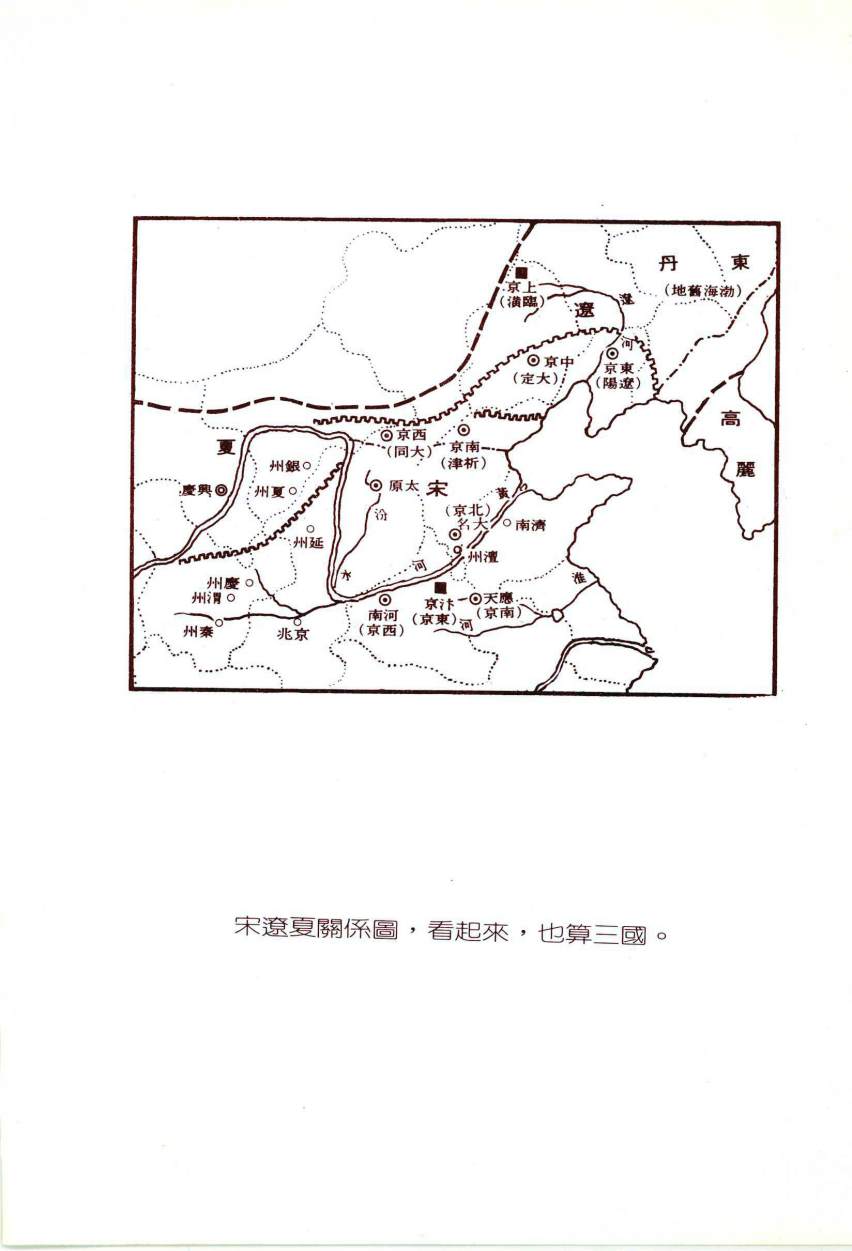 東丹
(渤海舊地)
上京
(臨潢)
遼
遼河
中京
(大定)
東京
(遼陽)
高麗
夏
西京
(大同)
南京
(祈津)
銀州
夏州
興慶
太原
宋
汾水
黃河
(北京)
大名
濟南
澶州
延州
慶州
渭州
秦州
京兆
河南
(西京)
汴京
(東京)
應天
(南京)
淮河
宋遼夏關係圖，看起來，也算三國。